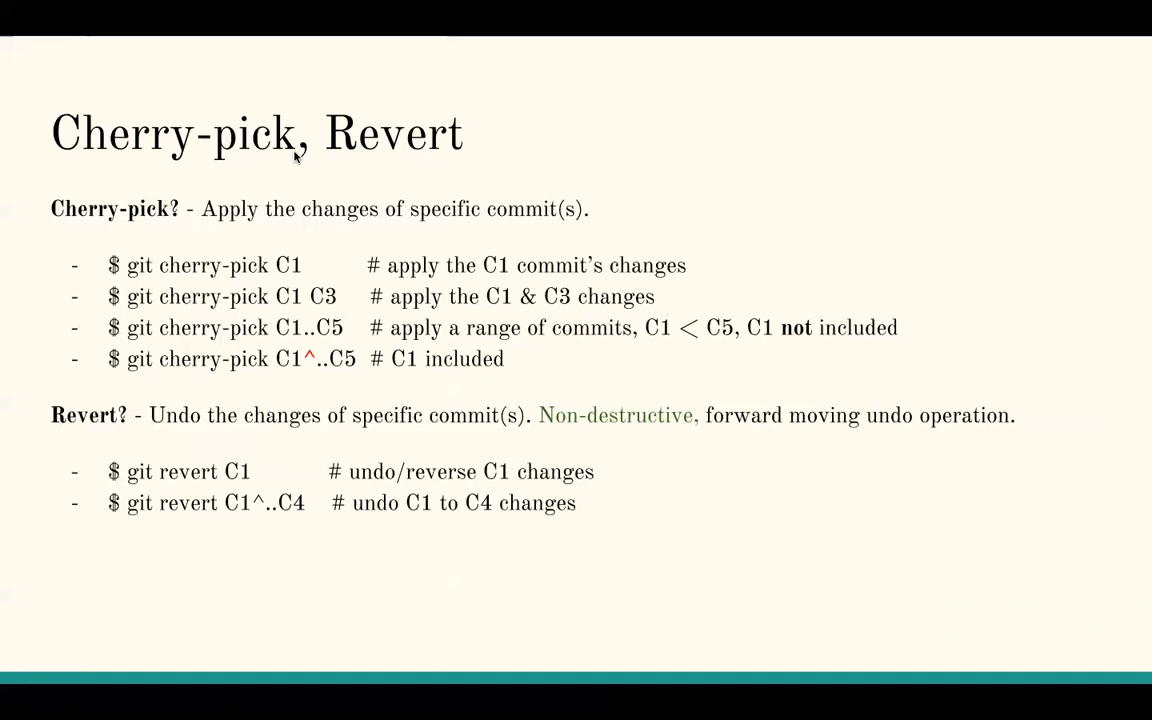 Cherry-pick, Revert
Cherry-pick? - Apply the changes of specific commit(s).
- $ git cherry-pick C1 # apply the C1 commit's changes
- $ git cherry-pick C1 C3 # apply the C1 & C3 changes
- $ git cherry-pick C1..C5 # apply a range of commits, C1 < C5, C1 not included
- $ git cherry-pick C1^..C5 # C1 included
Revert? - Undo the changes of specific commit(s). Non-destructive, forward moving undo operation.
- $ git revert C1 # undo/reverse C1 changes
- $ git revert C1^..C4 # undo C1 to C4 changes